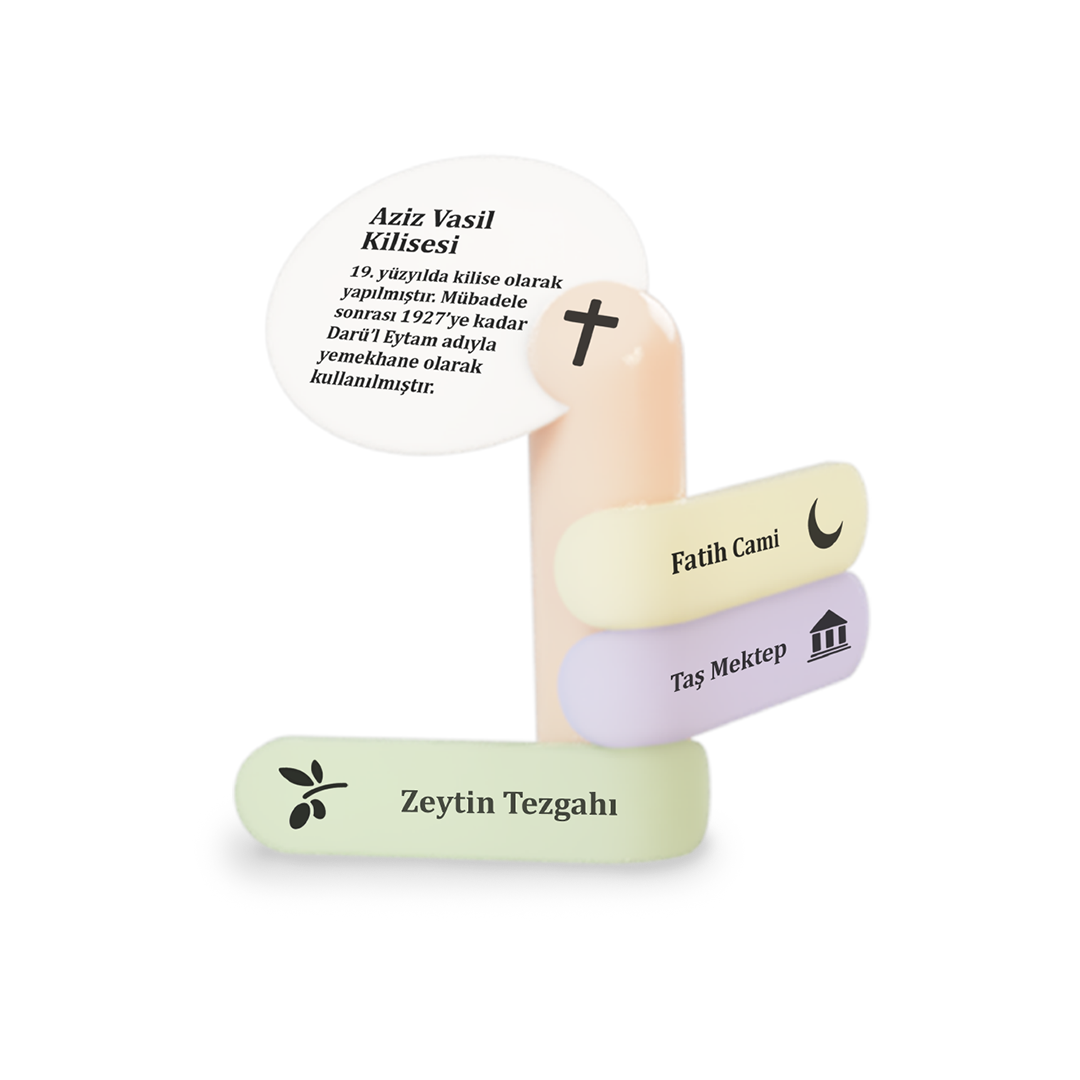 Aziz Vasil
Kilisesi
19. yüzyılda kilise olarak
yapılmıştır. Mübadele
sonrası 1927'ye kadar
Darü'l Eytam adıyla
yemekhane olarak
kullanılmıştır.
Fatih Cami
Taş Mektep
Zeytin Tezgahı